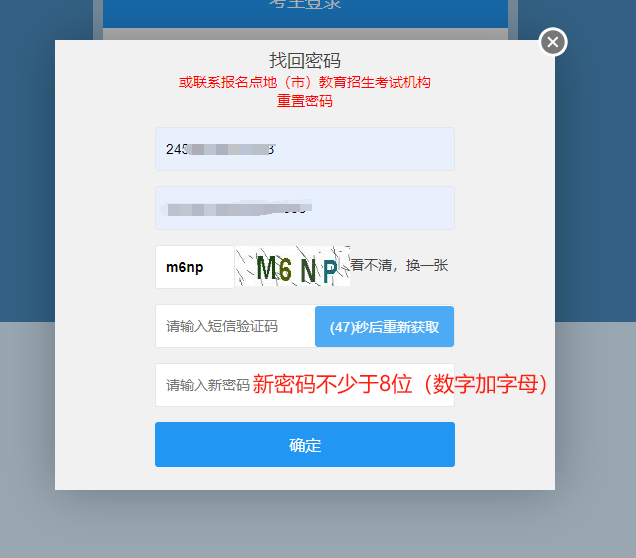 考生登录
找回密码
或联系报名点地（市）教育招生考试机构
重置密码
m6np
M6NP
看不清，换一张
请输入短信验证码
(47)秒后重新获取
请输入新密码
新密码不少于8位（数字加字母）
确定